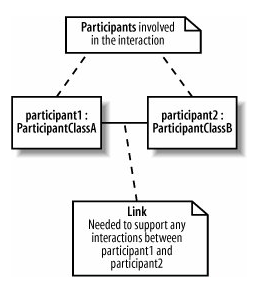 Participants involved
in the interaction
participant1 :
ParticipantClassA
participant2 :
ParticipantClassB
Link
Needed to support any
interactions between
participant1 and
participant2